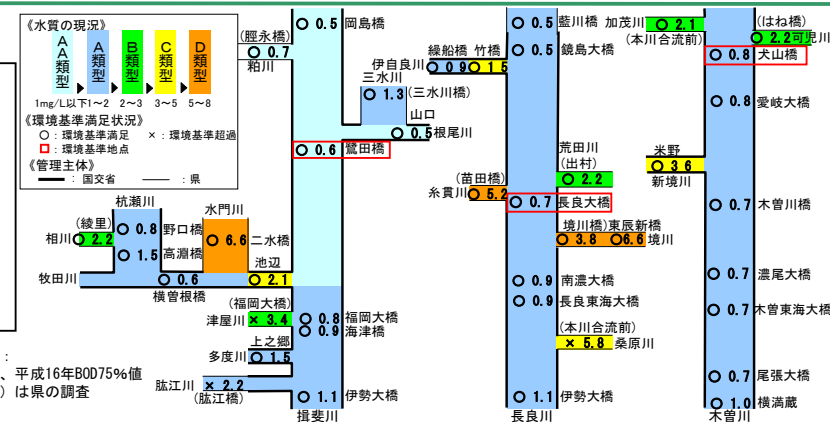 《水質の現況》
AA類型
A類型
B類型
C類型
D類型
1mg/L以下 1~2 2~3 3~5 5~8
《環境基準満足状況》
○:環境基準満足 ×:環境基準超過
□:環境基準地点
《管理主体》
━━:国交省 ──:県
○ 0.5 岡島橋
(脛永橋)
○ 0.7
粕川
三水川
○ 1.3 (三水川橋)
山口
○ 0.5 根尾川
○ 0.6 鷺田橋
杭瀬川
水門川
(綾里)
相川 ○ 2.2
○ 0.8 野口橋
○ 1.5 高淵橋
○ 6.6 二水橋
池辺
牧田川
○ 0.6
○ 2.1
横曽根橋
(福岡大橋)
津屋川 × 3.4
○ 0.8 福岡大橋
○ 0.9 海津橋
上之郷
多度川 ○ 1.5
肱江川 × 2.2
(肱江橋)
○ 1.1 伊勢大橋
揖斐川
:
、平成16年BOD75%値
)は県の調査
○ 0.5 藍川橋
○ 0.5 鏡島大橋
繰船橋 竹橋
伊自良川 ○ 0.9 ○ 1.5
荒田川
(出村)
○ 2.2
(苗田橋)
糸貫川 ○ 5.2
○ 0.7 長良大橋
境川橋) 東辰新橋
○ 3.8 ○6.6 境川
○ 0.9 南濃大橋
○ 0.9 長良東海大橋
(本川合流前)
× 5.8 桑原川
○ 1.1 伊勢大橋
長良川
加茂川 ○ 2.1
(本川合流前)
(はね橋)
○ 2.2 可児川
○ 0.8 犬山橋
○ 0.8 愛岐大橋
米野
○ 3.6
新境川
○ 0.7 木曽川橋
○ 0.7 濃尾大橋
○ 0.7 木曽東海大橋
○ 0.7 尾張大橋
○ 1.0 横満蔵
木曽川